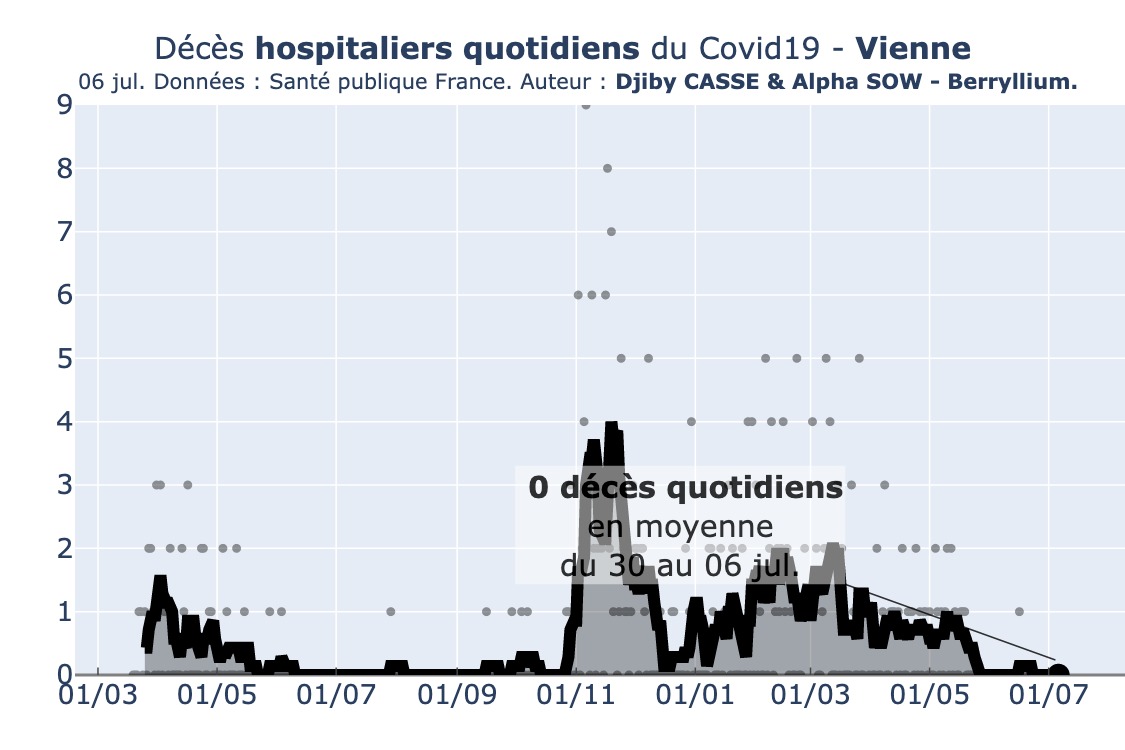 Décès hospitaliers quotidiens du Covid19 - Vienne
06 jul. Données : Santé publique France. Auteur : Djiby CASSE & Alpha SOW - Berryllium.
9
8
7
6
5
4
3
2
1
0
0 décès quotidiens
en moyenne
du 30 au 06 jul.
01/03 01/05 01/07 01/09 01/11 01/01 01/03 01/05 01/07